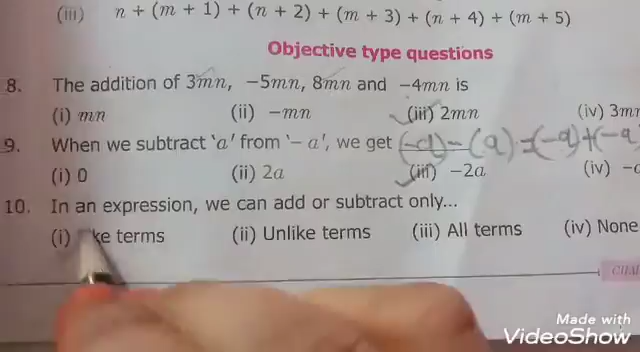 (iii) n + (m + 1) + (n + 2) + (m + 3) + (n + 4) + (m + 5)
Objective type questions
8. The addition of 3mn, −5mn, 8mn and −4mn is
(i) mn (ii) −mn (iii) 2mn (iv)
9. When we subtract ‘a’ from ‘− a’, we get (−a) − (a) = (−a) + (−a
(i) 0 (ii) 2a (iii) −2a (iv)
10. In an expression, we can add or subtract only...
(i) terms (ii) Unlike terms (iii) All terms (iv) None
Made with
VideoShow